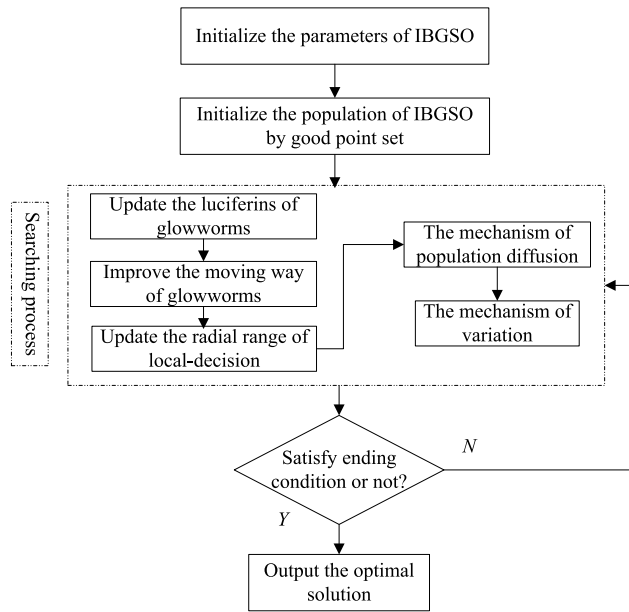 Initialize the parameters of IBGSO
Initialize the population of IBGSO
by good point set
Searching process
Update the luciferins of
glowworms
Improve the moving way
of glowworms
Update the radial range of
local-decision
The mechanism of
population diffusion
The mechanism of
variation
Satisfy ending
condition or not?
N
Y
Output the optimal
solution